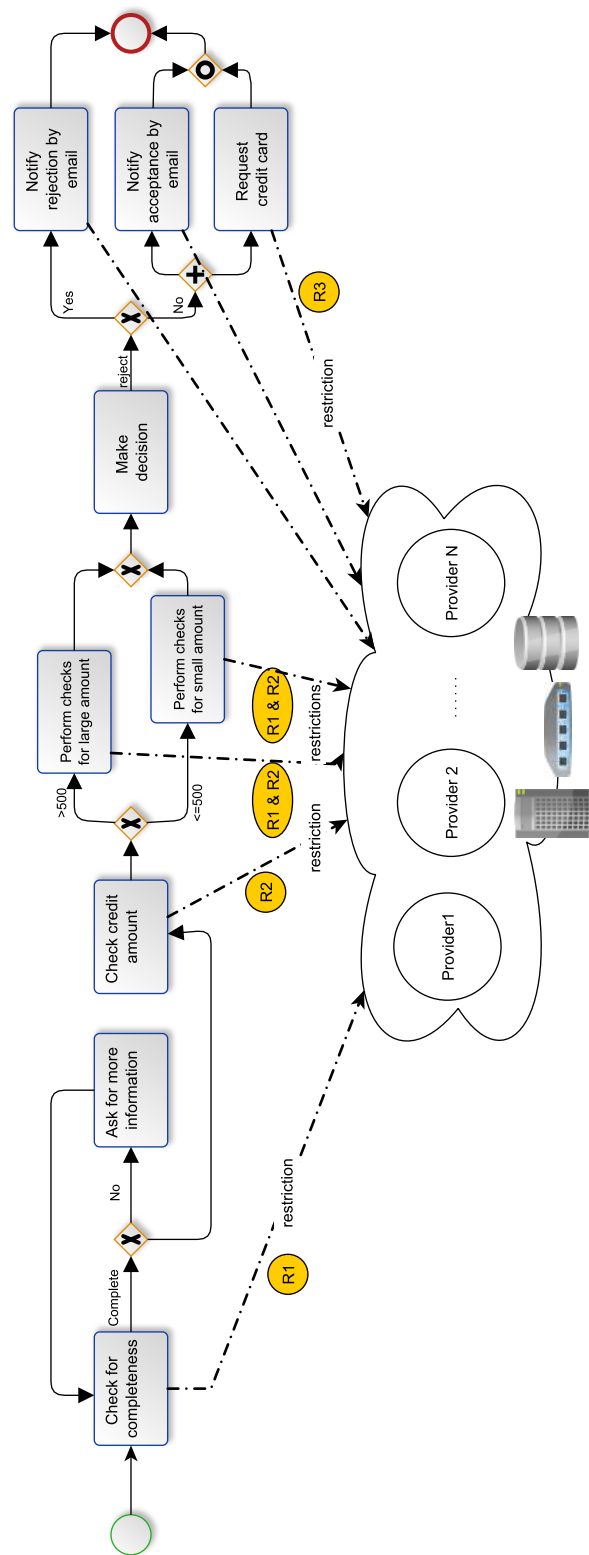 Check for
completeness
Complete
No
Ask for more
information
Check credit
amount
>500
<=500
Perform checks
for large amount
Perform checks
for small amount
Make
decision
reject
Yes
No
Notify
rejection by
email
Notify
acceptance by
email
Request
credit card
R1
restriction
R2
restriction
R1 & R2
R1 & R2
restrictions
R3
restriction
Provider1
Provider 2
.......
Provider N